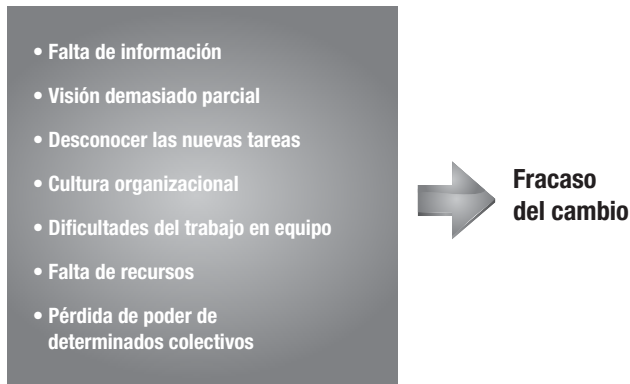 • Falta de información
• Visión demasiado parcial
• Desconocer las nuevas tareas
• Cultura organizacional
• Dificultades del trabajo en equipo
• Falta de recursos
• Pérdida de poder de
determinados colectivos
Fracaso
del cambio